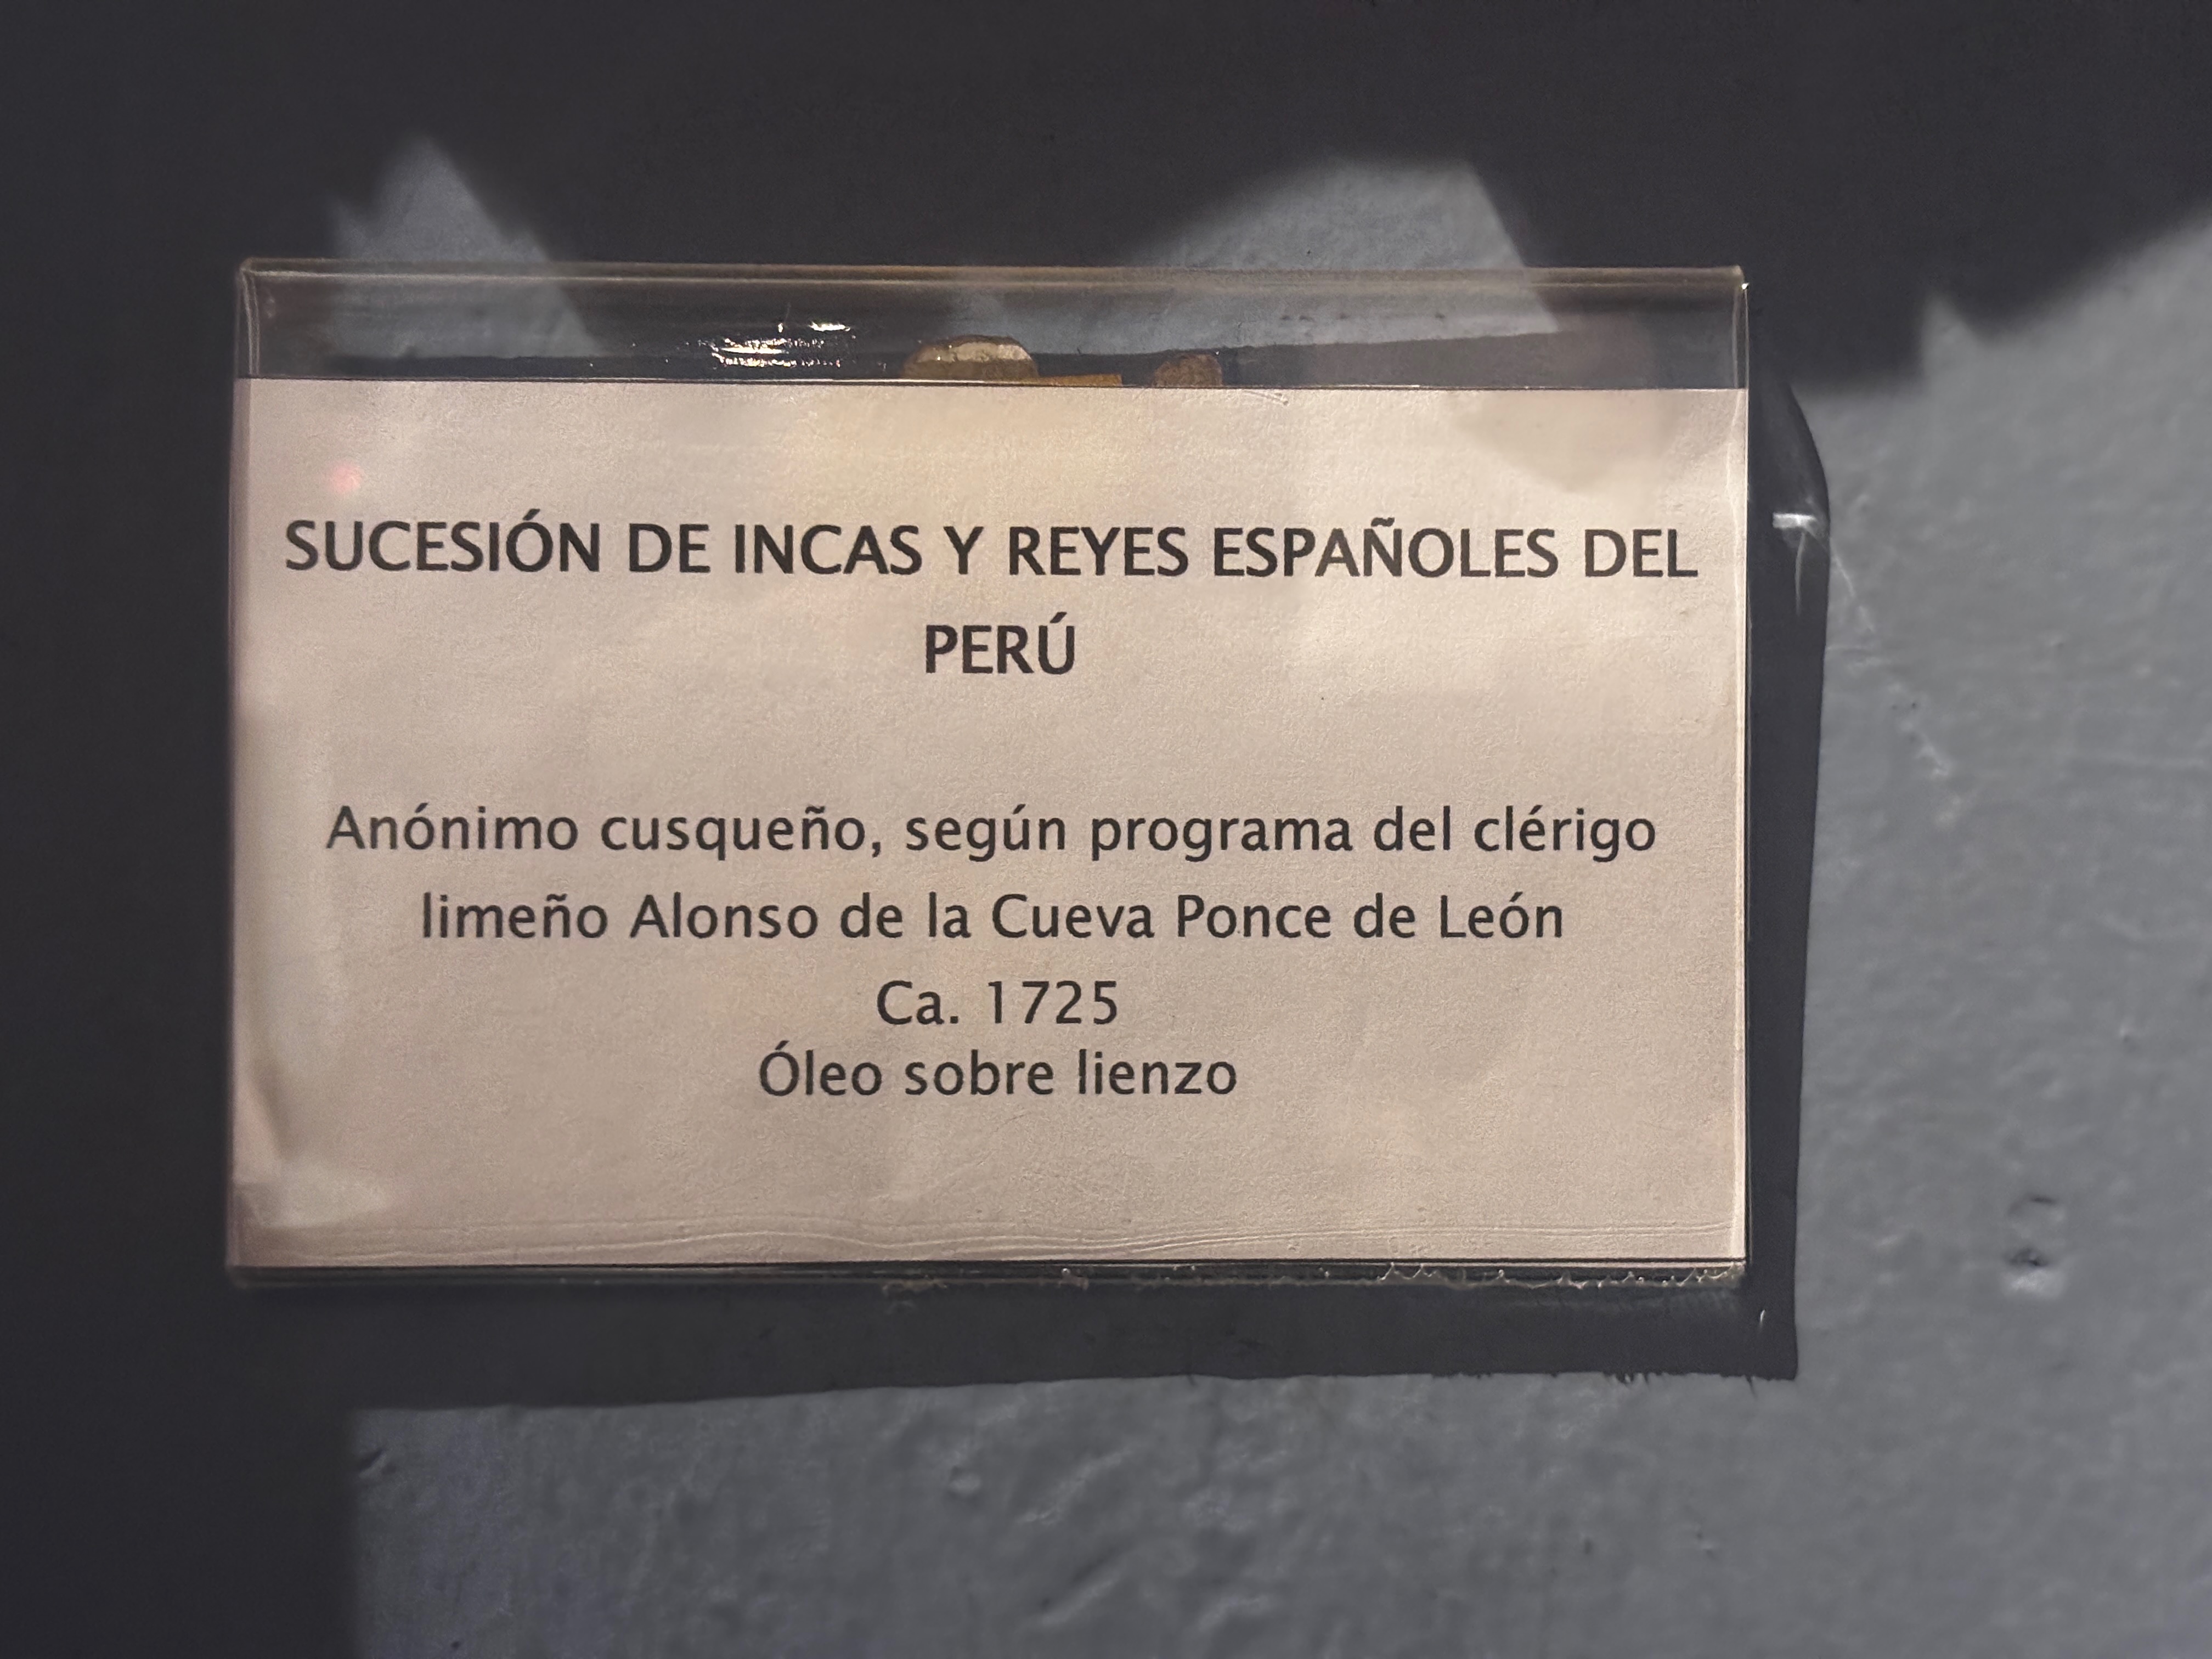 SUCESIÓN DE INCAS Y REYES ESPAÑOLES DEL
PERÚ
Anónimo cusqueño, según programa del clérigo
limeño Alonso de la Cueva Ponce de León
Ca. 1725
Óleo sobre lienzo